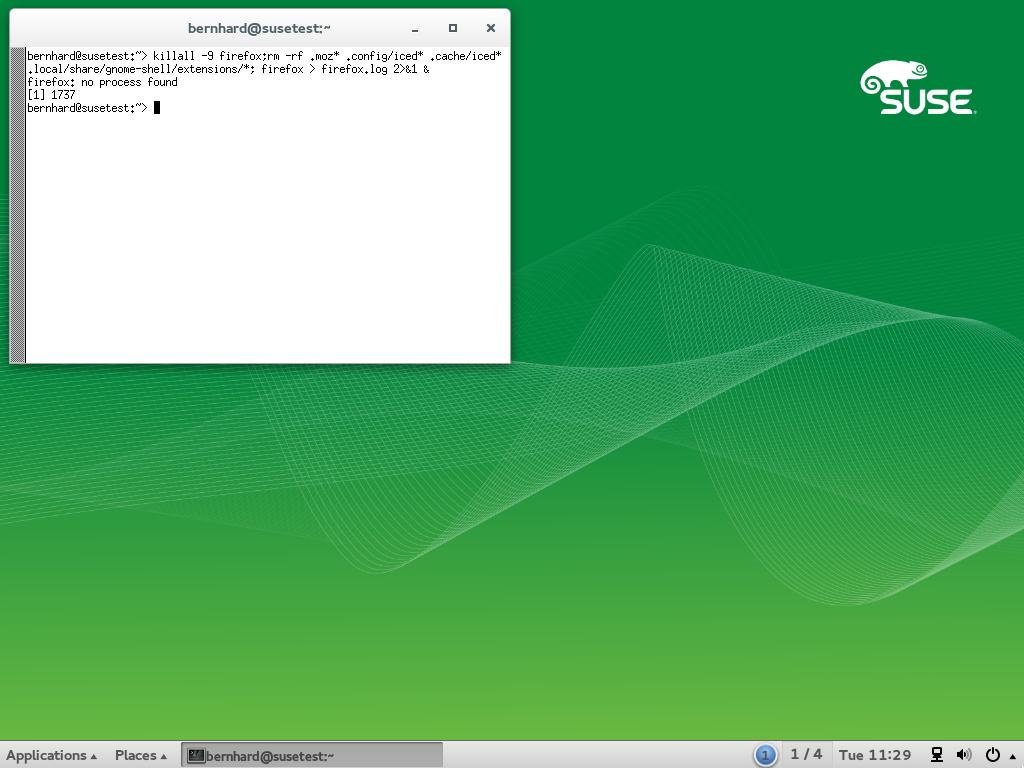 bernhard@susetest:~
bernhard@susetest:~> killall -9 firefox;rm -rf .moz* .config/iced* .cache/iced*
.local/share/gnome-shell/extensions/*; firefox > firefox.log 2>&1 &
firefox: no process found
[1] 1737
bernhard@susetest:~>
SUSE
Applications Places bernhard@susetest:~ 1 1 / 4 Tue 11:29